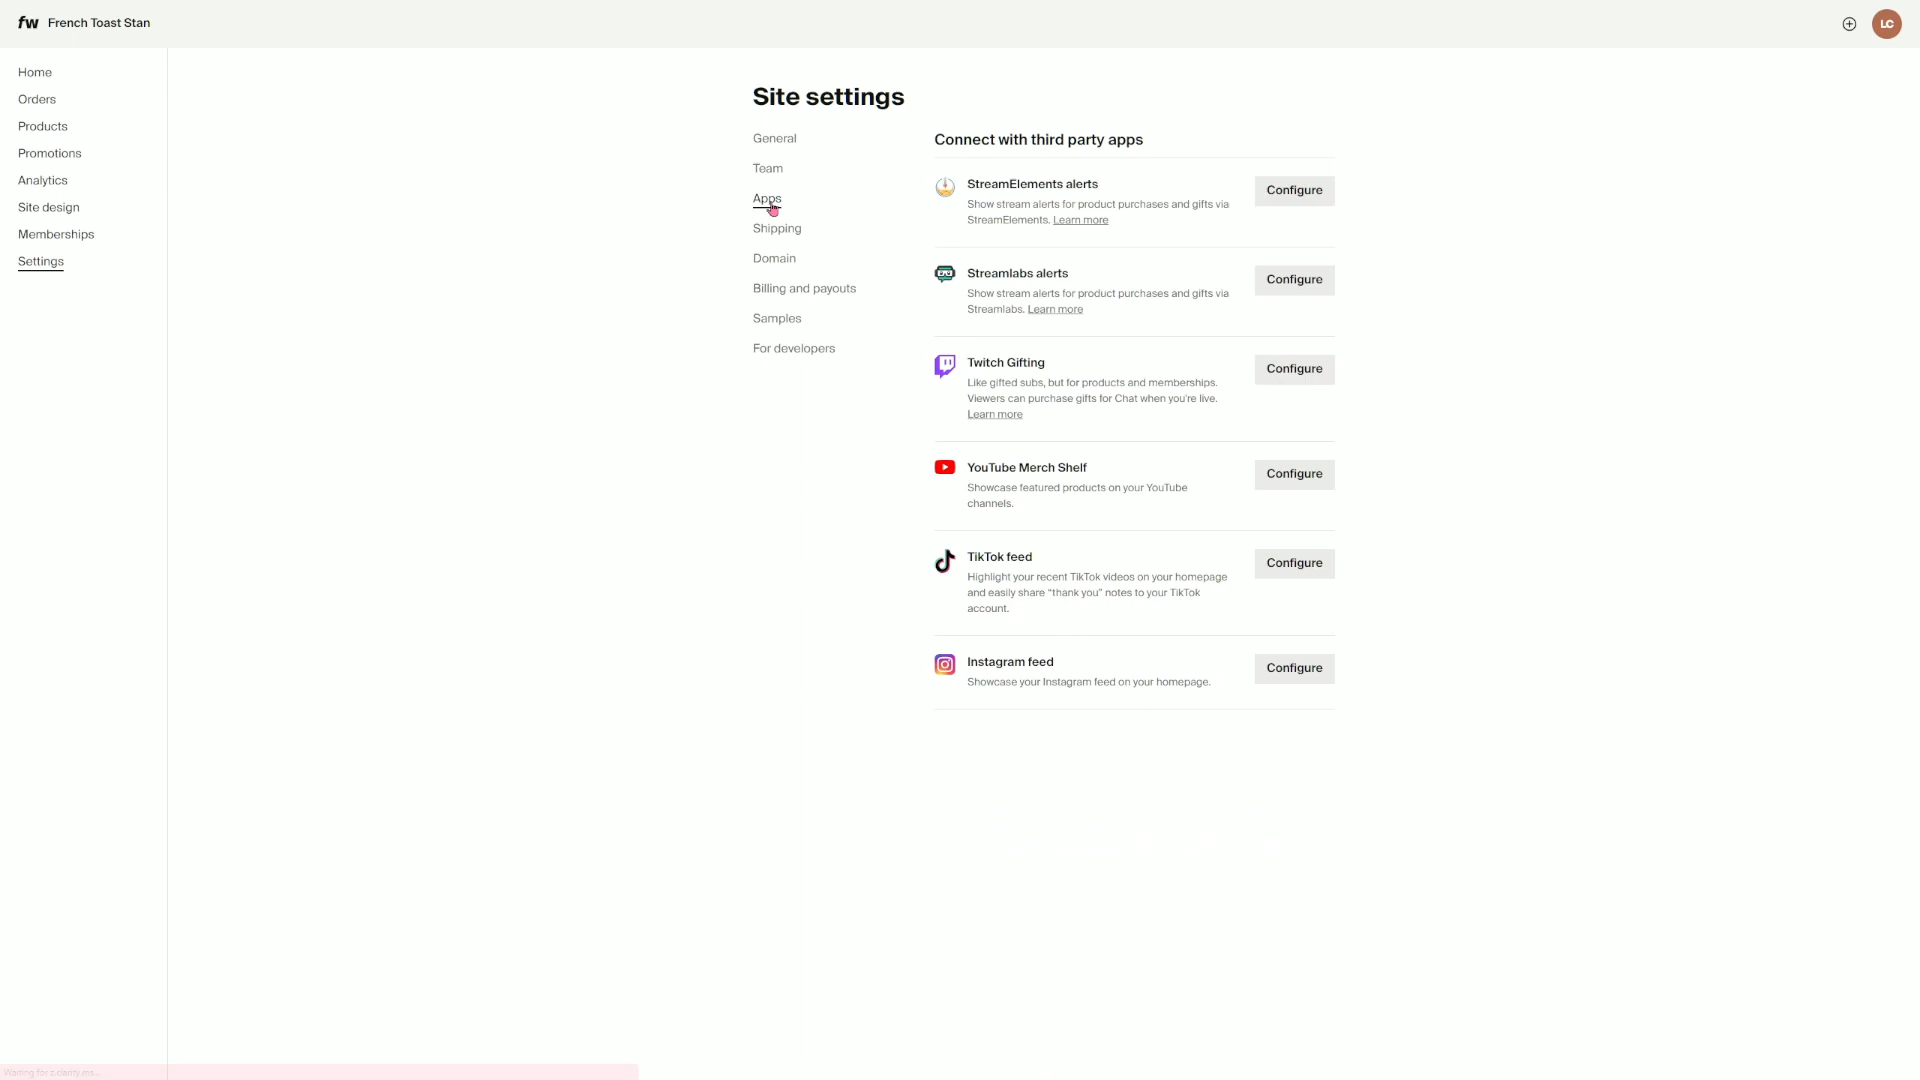 fw French Toast Stan
LC
Home
Orders
Products
Promotions
Analytics
Site design
Memberships
Settings
Site settings
General
Team
Apps
Shipping
Domain
Billing and payouts
Samples
For developers
Connect with third party apps
StreamElements alerts
Show stream alerts for product purchases and gifts via
StreamElements. Learn more
Configure
Streamlabs alerts
Show stream alerts for product purchases and gifts via
Streamlabs. Learn more
Configure
Twitch Gifting
Like gifted subs, but for products and memberships.
Viewers can purchase gifts for Chat when you're live.
Learn more
Configure
YouTube Merch Shelf
Showcase featured products on your YouTube
channels.
Configure
TikTok feed
Highlight your recent TikTok videos on your homepage
and easily share “thank you” notes to your TikTok
account.
Configure
Instagram feed
Showcase your Instagram feed on your homepage.
Configure
Waiting for z.clarity.ms...